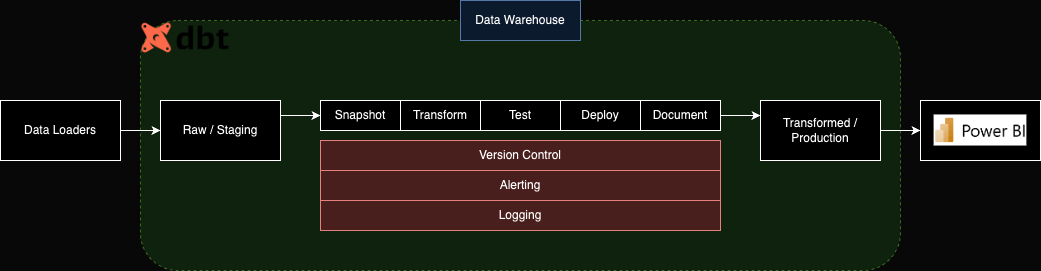 Data Warehouse
dbt
Data Loaders
Raw / Staging
Snapshot
Transform
Test
Deploy
Document
Transformed /
Production
Power BI
Version Control
Alerting
Logging